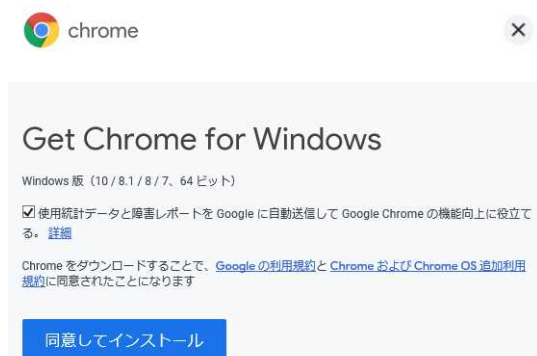 chrome
Get Chrome for Windows
Windows 版（10 / 8.1 / 8 / 7、64 ビット）
使用統計データと障害レポートを Google に自動送信して Google Chrome の機能向上に役立て
る。 詳細
Chrome をダウンロードすることで、Google の利用規約と Chrome および Chrome OS 追加利用
規約に同意されたことになります
同意してインストール